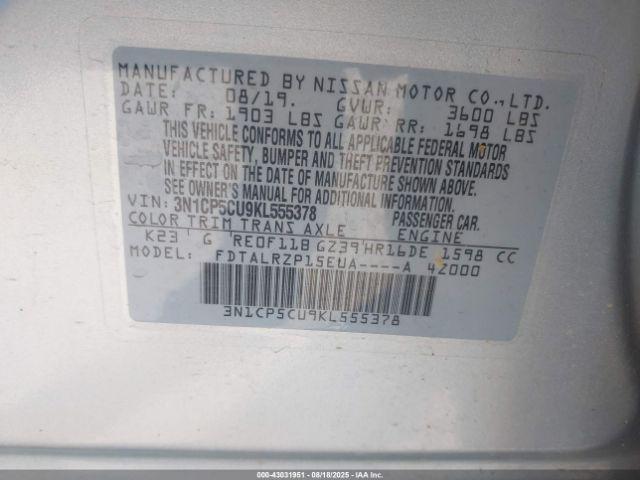 MANUFACTURED BY NISSAN MOTOR CO.,LTD.
DATE: 08/19. GVWR: 3600 LBS
GAWR FR: 1903 LBS GAWR RR: 1698 LBS
THIS VEHICLE CONFORMS TO ALL APPLICABLE FEDERAL MOTOR
VEHICLE SAFETY, BUMPER AND THEFT PREVENTION STANDARDS
IN EFFECT ON THE DATE OF MANUFACTURE SHOWN ABOVE.
SEE OWNER'S MANUAL FOR ADDITIONAL INFORMATION.
VIN: 3N1CP5CU9KL555378 PASSENGER CAR.
COLOR TRIM TRANS AXLE ENGINE
K23 G RE0F11B GZ39 HR16DE 1598 CC
MODEL: FDTALRZP15EUA----A 42000
3N1CP5CU9KL555378
000-43031951 | 08/18/2025 - Copyright IAA, Inc.